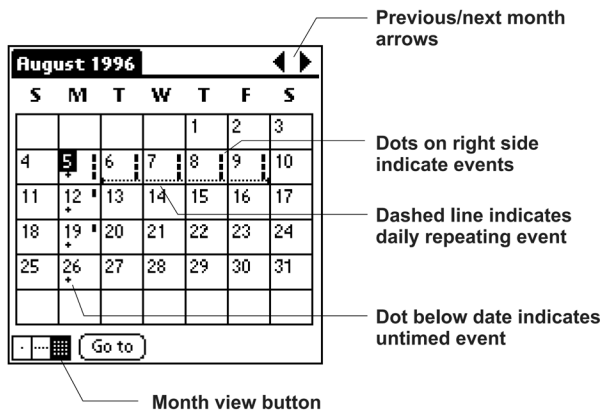 Previous/next month
arrows
August 1996
S M T W T F S
1 2 3
4 5 6 7 8 9 10
Dots on right side
indicate events
11 12 13 14 15 16 17
Dashed line indicates
daily repeating event
18 19 20 21 22 23 24
25 26 27 28 29 30 31
Dot below date indicates
untimed event
Go to
Month view button